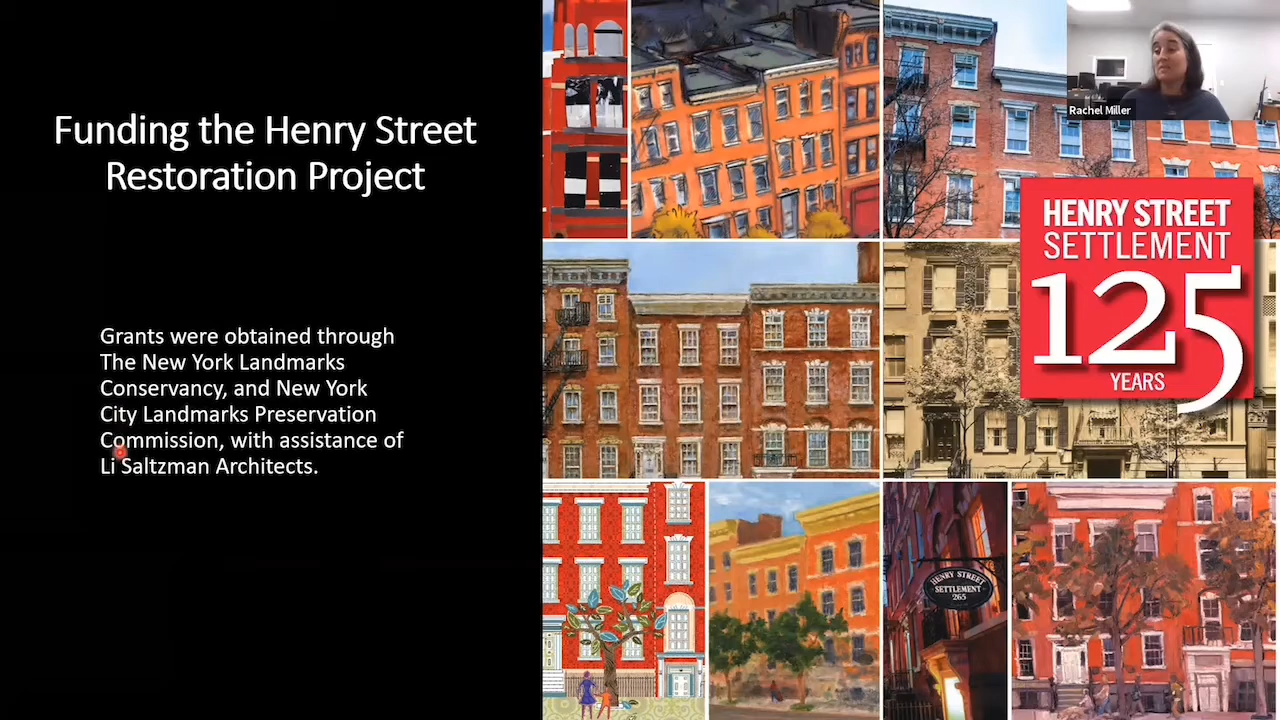 Funding the Henry Street
Restoration Project
Grants were obtained through
The New York Landmarks
Conservancy, and New York
City Landmarks Preservation
Commission, with assistance of
Li Saltzman Architects.
Rachel Miller
HENRY STREET
SETTLEMENT
125
YEARS
HENRY STREET
SETTLEMENT
265